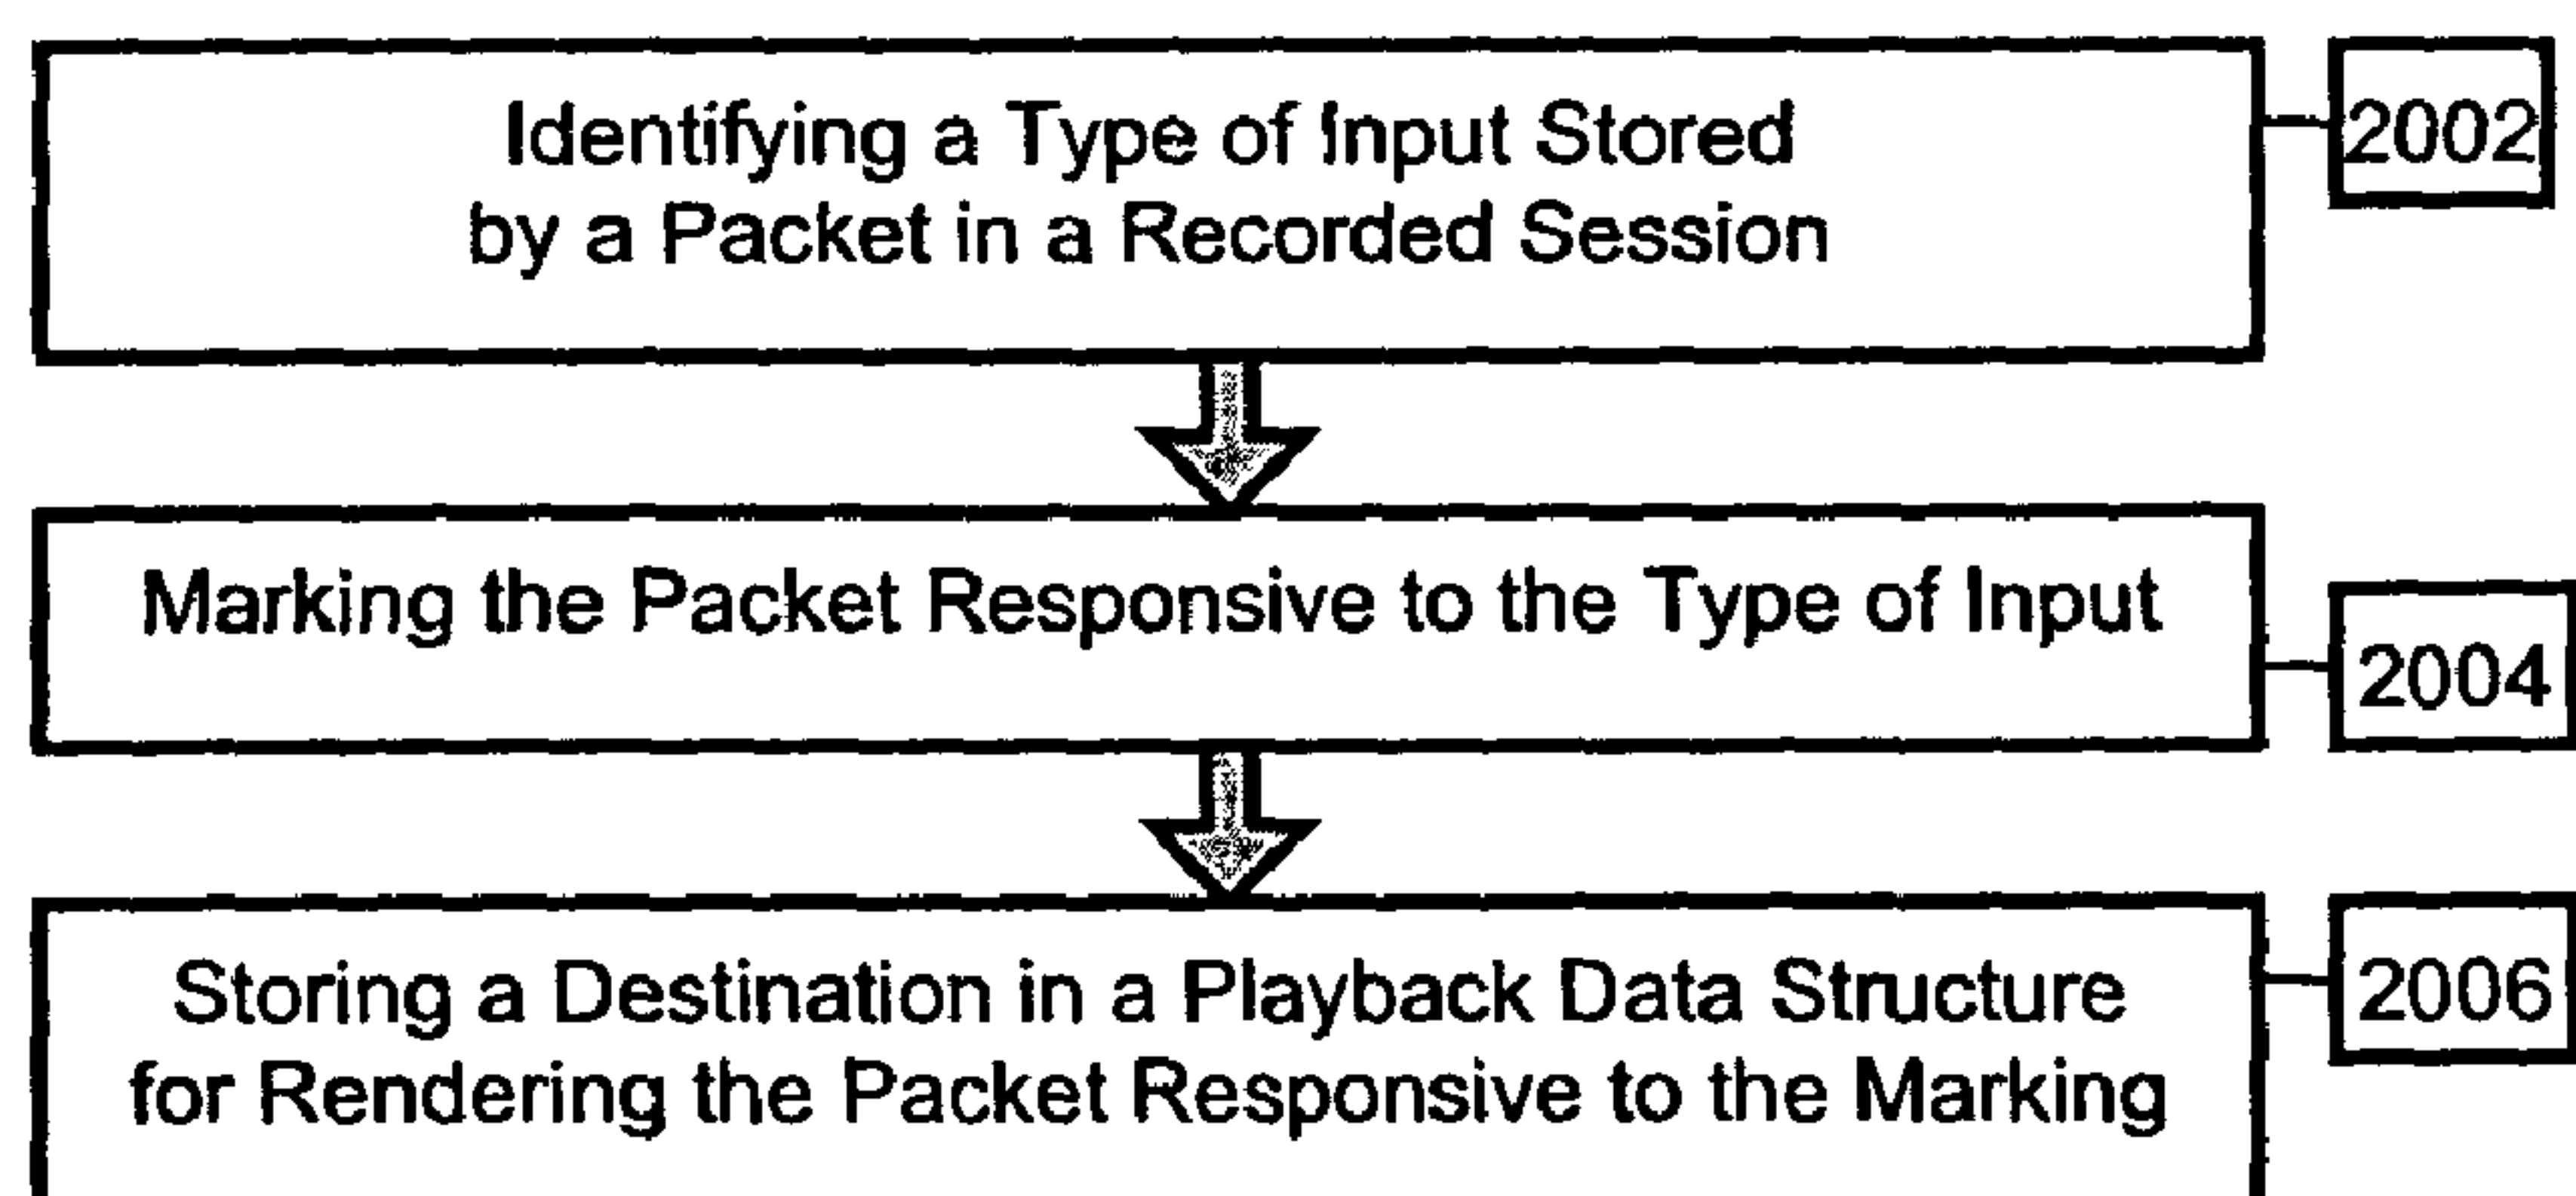 Identifying a Type of Input Stored
by a Packet in a Recorded Session
2002
Marking the Packet Responsive to the Type of Input
2004
Storing a Destination in a Playback Data Structure
for Rendering the Packet Responsive to the Marking
2006